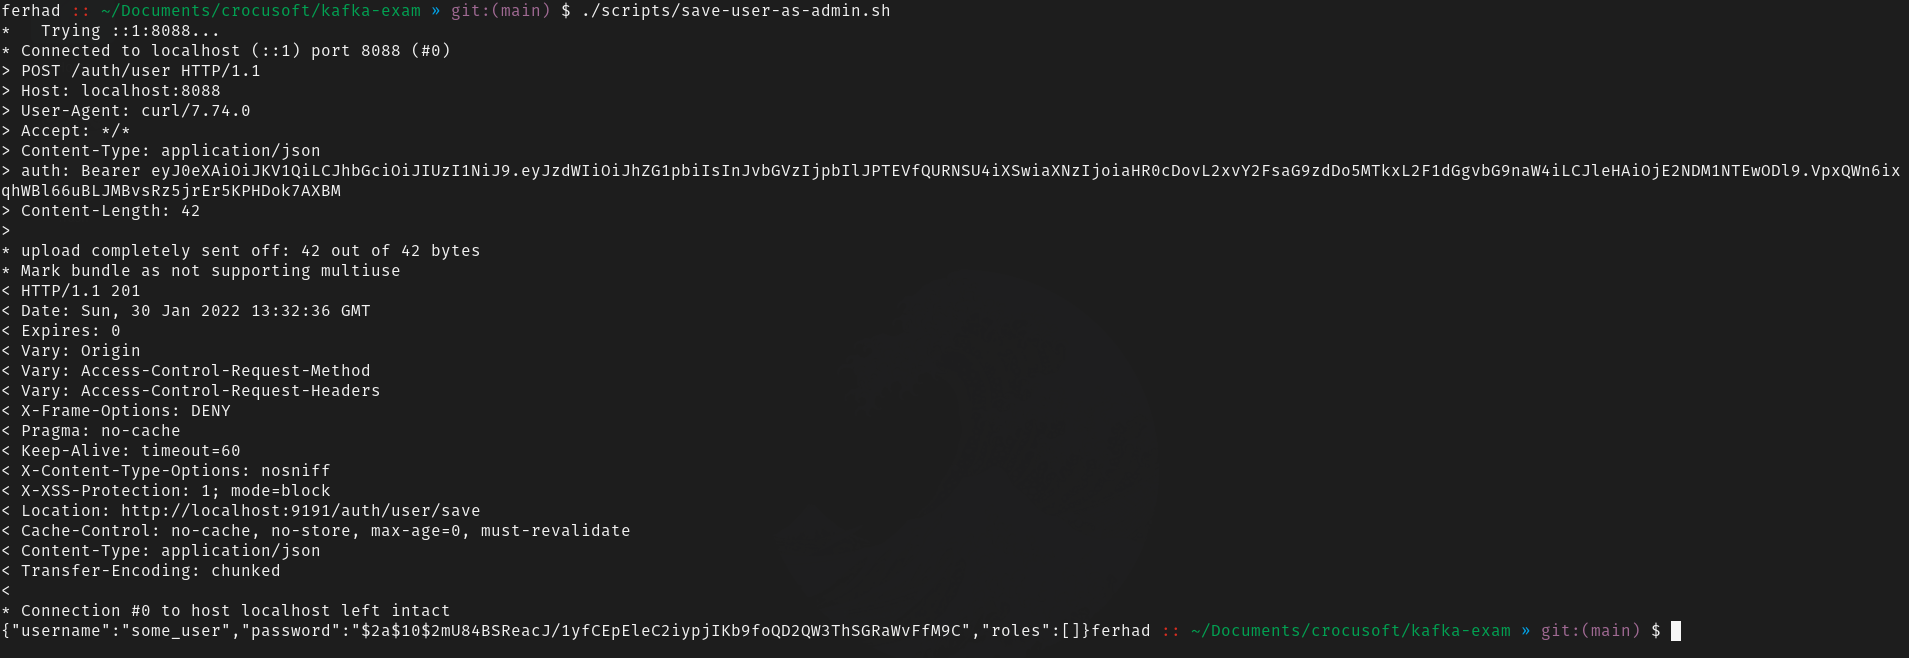 ferhad :: ~/Documents/crocusoft/kafka-exam » git:(main) $ ./scripts/save-user-as-admin.sh
*   Trying ::1:8088...
* Connected to localhost (::1) port 8088 (#0)
> POST /auth/user HTTP/1.1
> Host: localhost:8088
> User-Agent: curl/7.74.0
> Accept: */*
> Content-Type: application/json
> auth: Bearer eyJ0eXAiOiJKV1QiLCJhbGciOiJIUzI1NiJ9.eyJzdWIiOiJhZG1pbiIsInJvbGVzIjpbIlJPTEVfQURNSU4iXSwiaXNzIjoiaHR0cDovL2xvY2FsaG9zdDo5MTkxL2F1dGgvbG9naW4iLCJleHAiOjE2NDM1NTEwODl9.VpxQWn6ix
qhWBl66uBLJMBvsRz5jrEr5KPHDok7AXBM
> Content-Length: 42
>
* upload completely sent off: 42 out of 42 bytes
* Mark bundle as not supporting multiuse
< HTTP/1.1 201
< Date: Sun, 30 Jan 2022 13:32:36 GMT
< Expires: 0
< Vary: Origin
< Vary: Access-Control-Request-Method
< Vary: Access-Control-Request-Headers
< X-Frame-Options: DENY
< Pragma: no-cache
< Keep-Alive: timeout=60
< X-Content-Type-Options: nosniff
< X-XSS-Protection: 1; mode=block
< Location: http://localhost:9191/auth/user/save
< Cache-Control: no-cache, no-store, max-age=0, must-revalidate
< Content-Type: application/json
< Transfer-Encoding: chunked
<
* Connection #0 to host localhost left intact
{"username":"some_user","password":"$2a$10$2mU84BSReacJ/1yfCEpEleC2iypjIKb9foQD2QW3ThSGRaWvFfM9C","roles":[]}ferhad :: ~/Documents/crocusoft/kafka-exam » git:(main) $